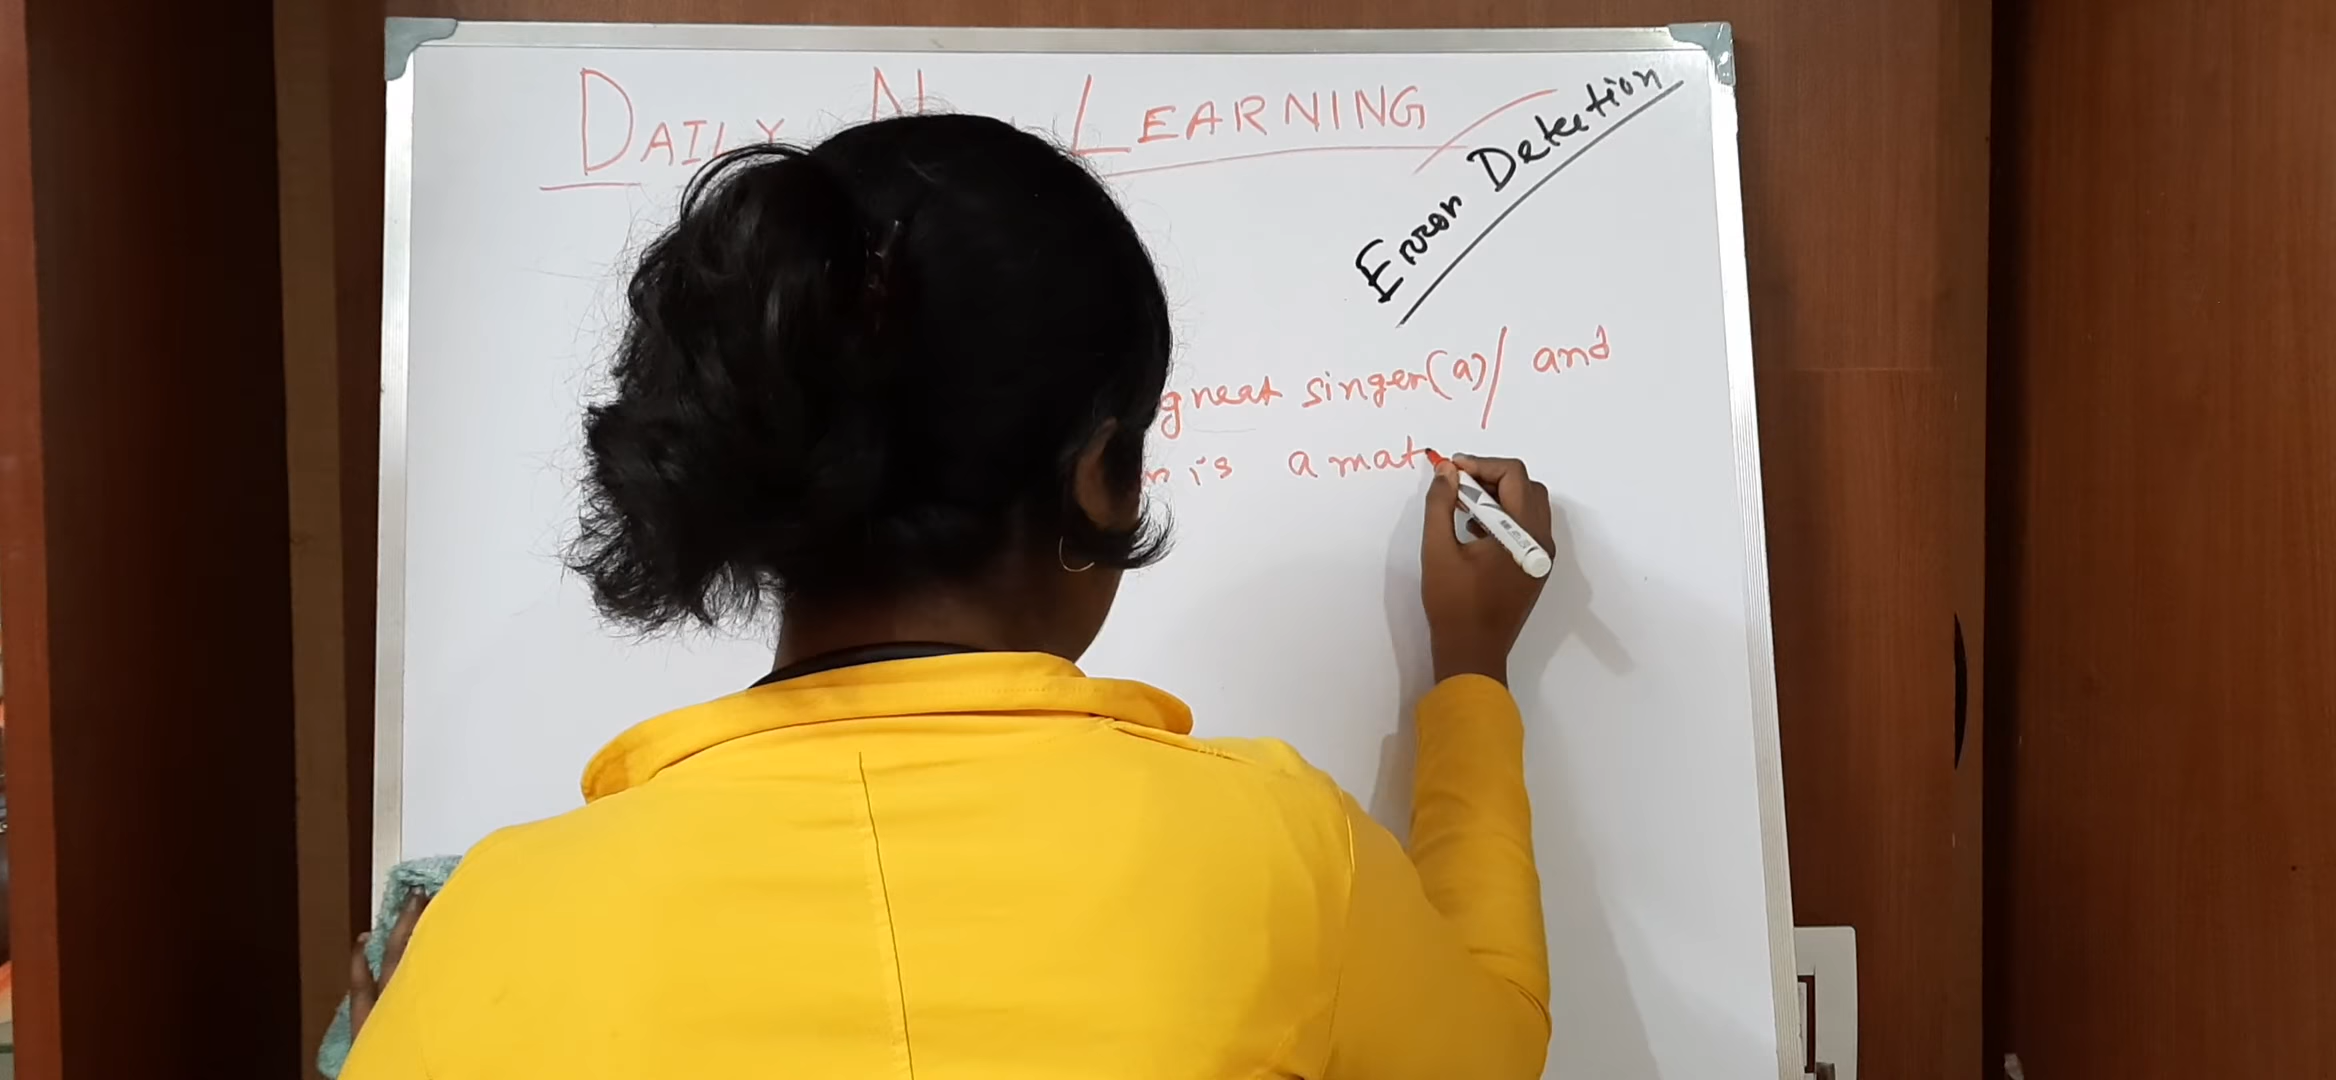 DAILY LEARNING
Error Detection
great singer(a)/ and
is a mat